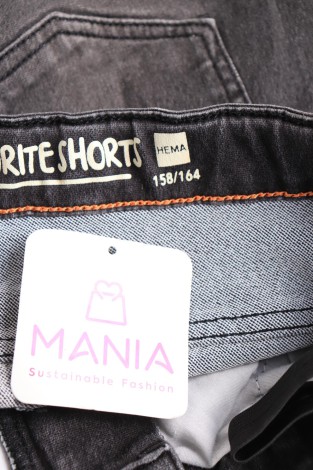 RITE SHORTS
HEMA
158/164
MANIA
Sustainable Fashion